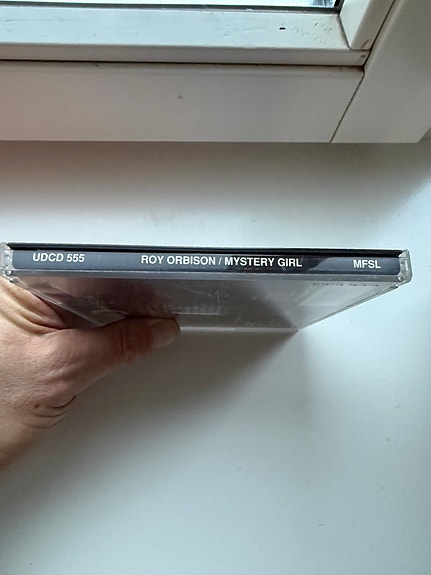 UDCD 555 ROY ORBISON / MYSTERY GIRL MFSL